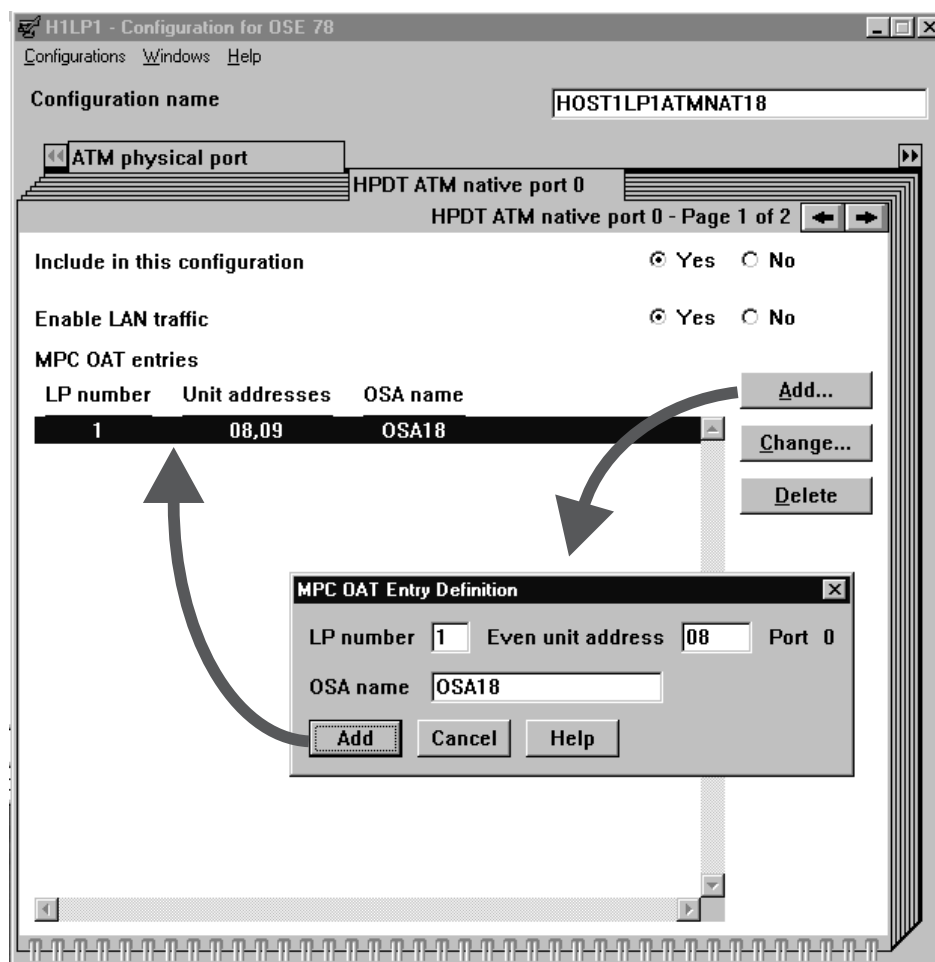 H1LP1 - Configuration for OSE 78
Configurations Windows Help
Configuration name HOST1LP1ATMNAT18
ATM physical port
HPDT ATM native port 0
HPDT ATM native port 0 - Page 1 of 2
Include in this configuration Yes No
Enable LAN traffic Yes No
MPC OAT entries
LP number Unit addresses OSA name
Add...
1 08,09 OSA18
Change...
Delete
MPC OAT Entry Definition
LP number 1 Even unit address 08 Port 0
OSA name OSA18
Add Cancel Help